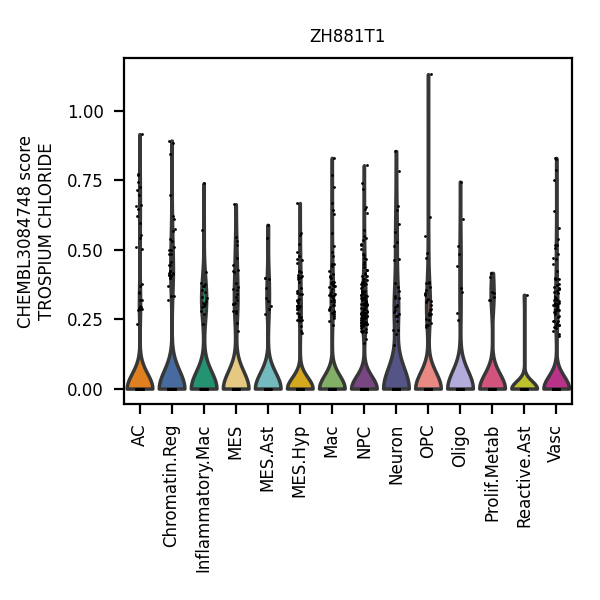 ZH881T1
CHEMBL3084748 score
TROSPIUM CHLORIDE
1.00
0.75
0.50
0.25
0.00
AC
Chromatin.Reg
Inflammatory.Mac
MES
MES.Ast
MES.Hyp
Mac
NPC
Neuron
OPC
Oligo
Prolif.Metab
Reactive.Ast
Vasc